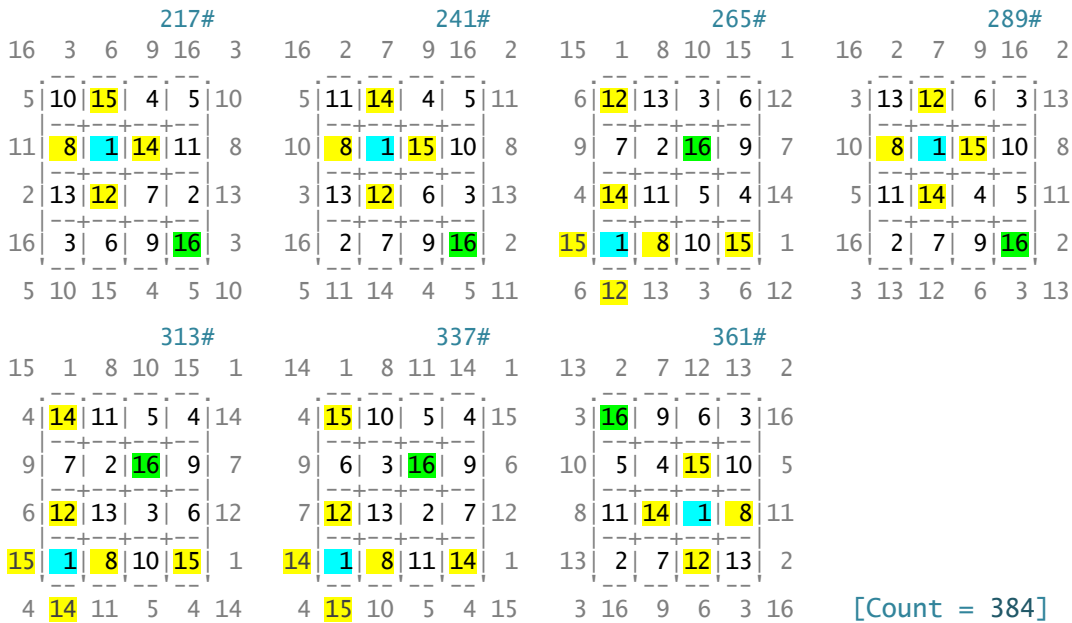 217# 241# 265# 289#
16 3 6 9 16 3 16 2 7 9 16 2 15 1 8 10 15 1 16 2 7 9 16 2
5|10|15| 4| 5|10 5|11|14| 4| 5|11 6|12|13| 3| 6|12 3|13|12| 6| 3|13
11| 8| 1|14|11| 8 10| 8| 1|15|10| 8 9| 7| 2|16| 9| 7 10| 8| 1|15|10| 8
2|13|12| 7| 2|13 3|13|12| 6| 3|13 4|14|11| 5| 4|14 5|11|14| 4| 5|11
16| 3| 6| 9|16| 3 16| 2| 7| 9|16| 2 15| 1| 8|10|15| 1 16| 2| 7| 9|16| 2
5 10 15 4 5 10 5 11 14 4 5 11 6 12 13 3 6 12 3 13 12 6 3 13
313# 337# 361#
15 1 8 10 15 1 14 1 8 11 14 1 13 2 7 12 13 2
4|14|11| 5| 4|14 4|15|10| 5| 4|15 3|16| 9| 6| 3|16
9| 7| 2|16| 9| 7 9| 6| 3|16| 9| 6 10| 5| 4|15|10| 5
6|12|13| 3| 6|12 7|12|13| 2| 7|12 8|11|14| 1| 8|11
15| 1| 8|10|15| 1 14| 1| 8|11|14| 1 13| 2| 7|12|13| 2
4 14 11 5 4 14 4 15 10 5 4 15 3 16 9 6 3 16 [Count = 384]